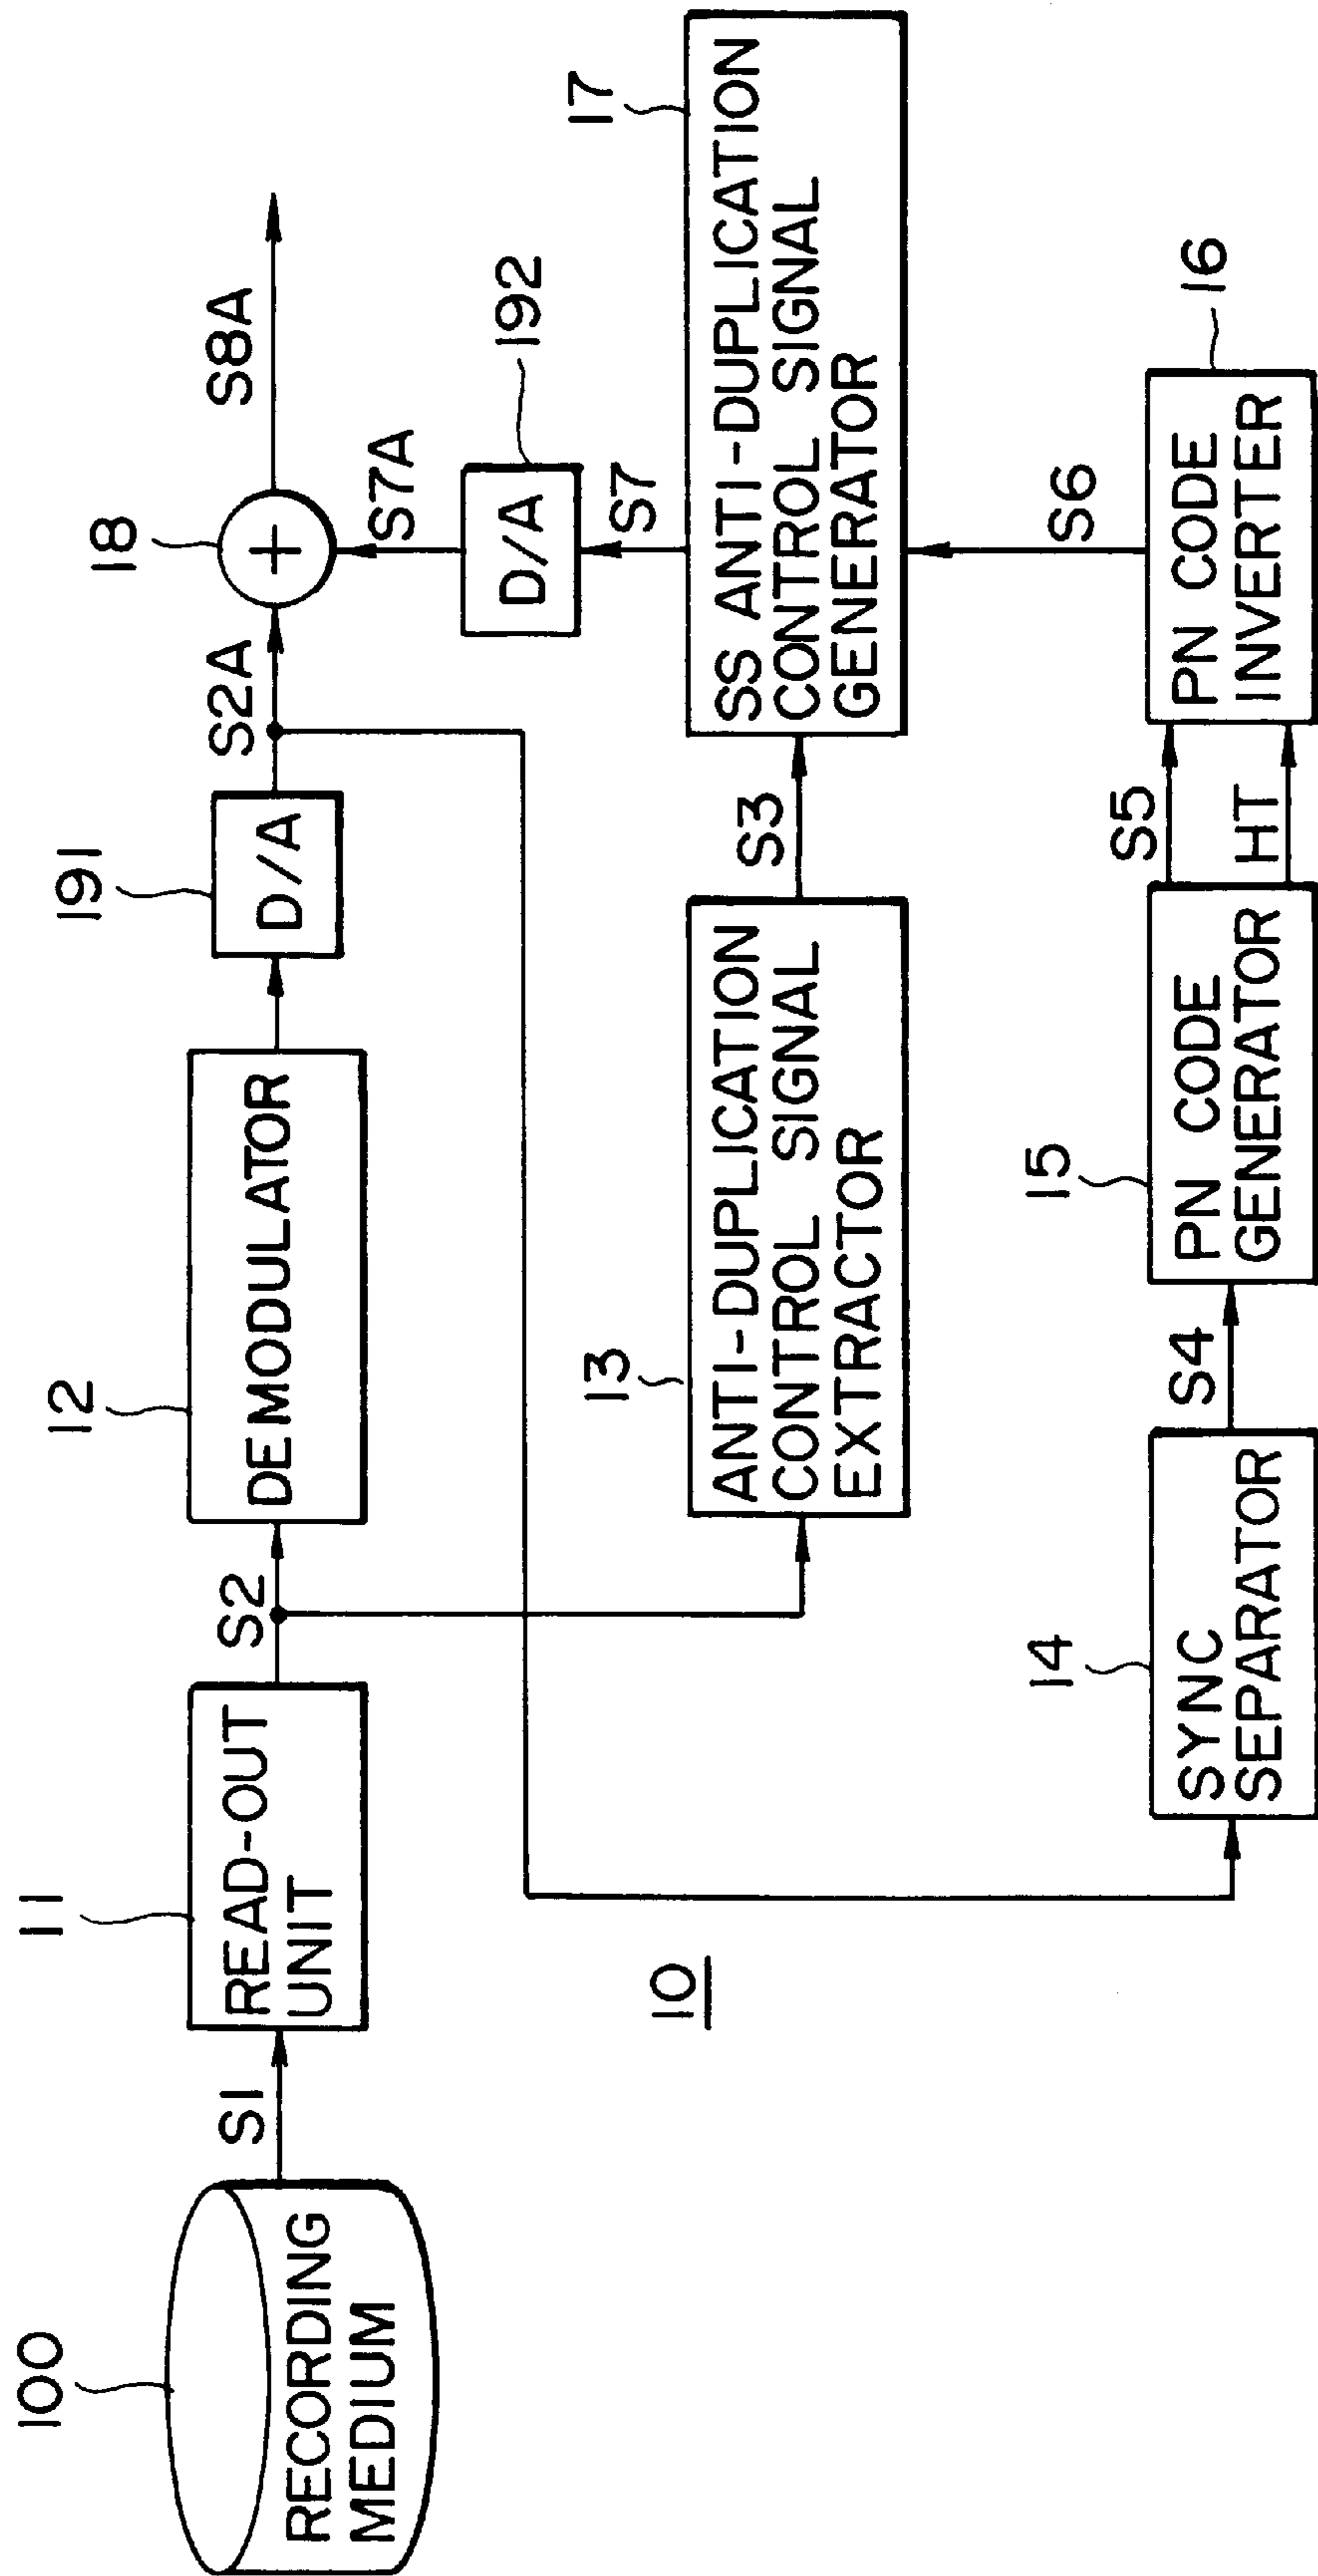 100
RECORDING
MEDIUM
S1
11
READ-OUT
UNIT
S2
12
DEMODULATOR
191
D/A
S2A
18
+
S8A
S7A
192
D/A
S7
13
ANTI-DUPLICATION
CONTROL SIGNAL
EXTRACTOR
S3
17
SS ANTI-DUPLICATION
CONTROL SIGNAL
GENERATOR
10
14
SYNC
SEPARATOR
S4
15
PN CODE
GENERATOR
S5
HT
16
PN CODE
INVERTER
S6